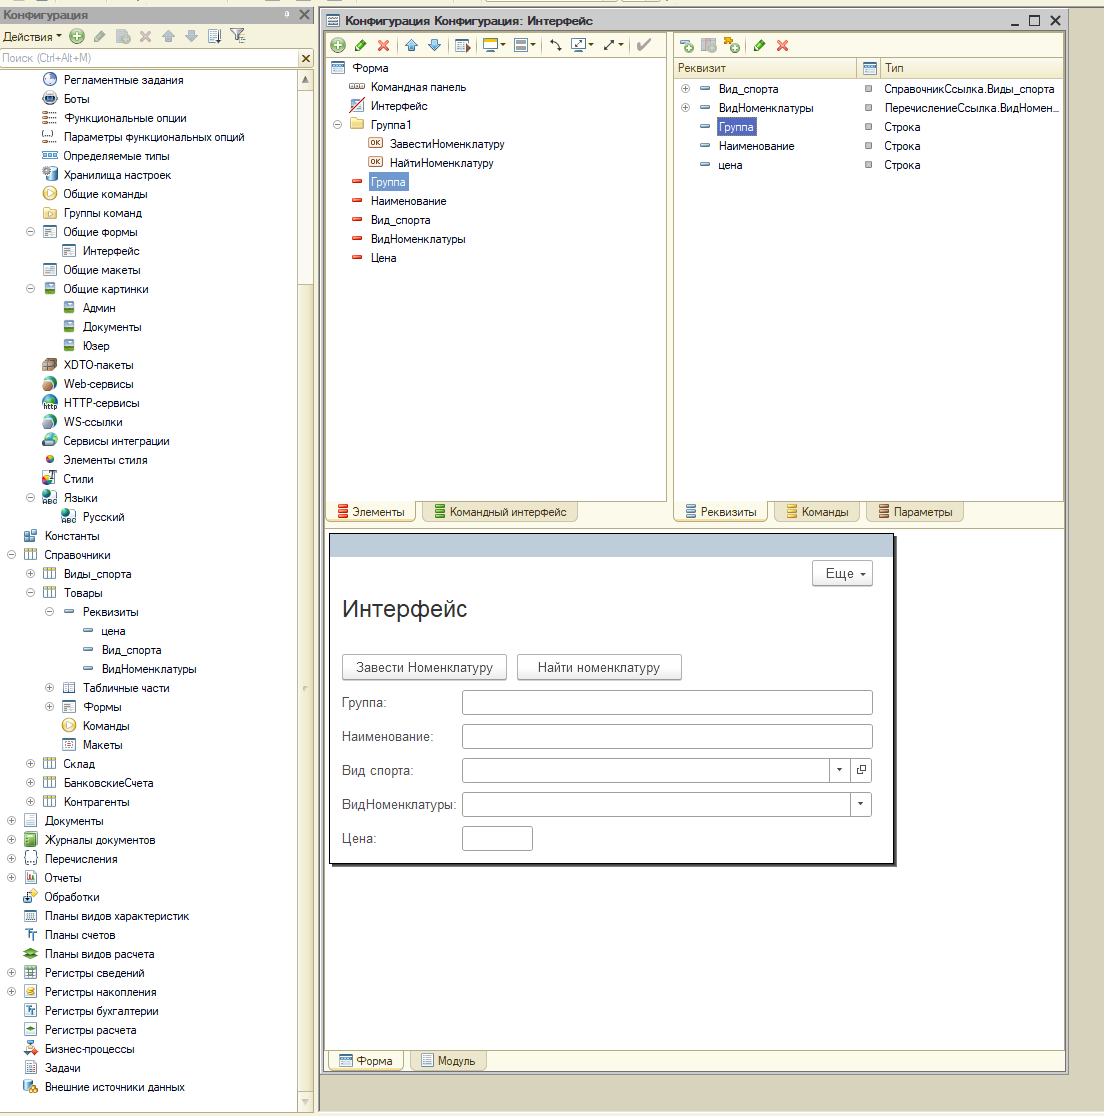 Конфигурация
Действия
Поиск (Ctrl+Alt+M)
Регламентные задания
Боты
Функциональные опции
Параметры функциональных опций
Определяемые типы
Хранилища настроек
Общие команды
Группы команд
Общие формы
Интерфейс
Общие макеты
Общие картинки
Админ
Документы
Юзер
XDTO-пакеты
Web-сервисы
HTTP-сервисы
WS-ссылки
Сервисы интеграции
Элементы стиля
Стили
Языки
Русский
Константы
Справочники
Виды_спорта
Товары
Реквизиты
цена
Вид_спорта
ВидНоменклатуры
Табличные части
Формы
Команды
Макеты
Склад
БанковскиеСчета
Контрагенты
Документы
Журналы документов
Перечисления
Отчеты
Обработки
Планы видов характеристик
Планы счетов
Планы видов расчета
Регистры сведений
Регистры накопления
Регистры бухгалтерии
Регистры расчета
Бизнес-процессы
Задачи
Внешние источники данных
Конфигурация Конфигурация: Интерфейс
Форма
Командная панель
Интерфейс
Группа1
ОК ЗавестиНоменклатуру
ОК НайтиНоменклатуру
Группа
Наименование
Вид_спорта
ВидНоменклатуры
Цена
Элементы Командный интерфейс
Реквизит Тип
Вид_спорта СправочникСсылка.Виды_спорта
ВидНоменклатуры ПеречислениеСсылка.ВидНомен...
Группа Строка
Наименование Строка
цена Строка
Реквизиты Команды Параметры
Еще
Интерфейс
Завести Номенклатуру Найти номенклатуру
Группа:
Наименование:
Вид спорта:
ВидНоменклатуры:
Цена:
Форма Модуль